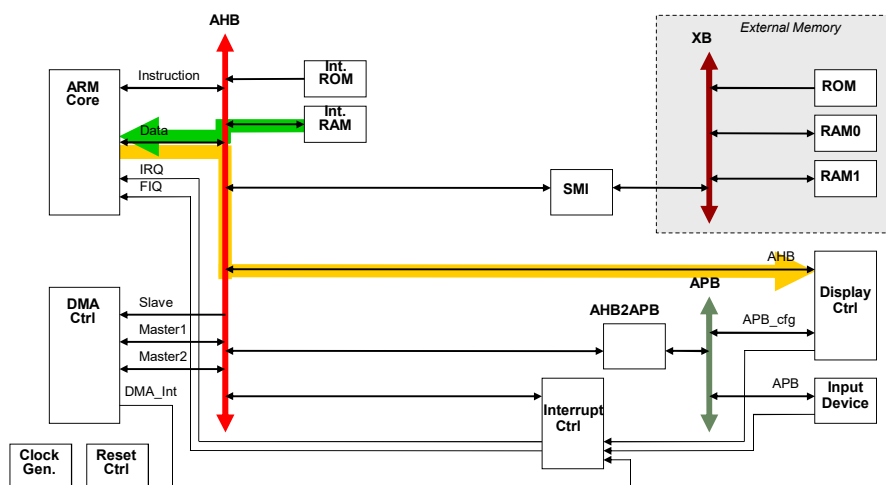 AHB
External Memory
XB
ARM
Core
Instruction
Int.
ROM
ROM
Int.
RAM
Data
RAM0
IRQ
FIQ
SMI
RAM1
AHB
APB
Display
Ctrl
DMA
Ctrl
Slave
Master1
Master2
DMA_Int
AHB2APB
APB_cfg
APB
Input
Device
Interrupt
Ctrl
Clock
Gen.
Reset
Ctrl